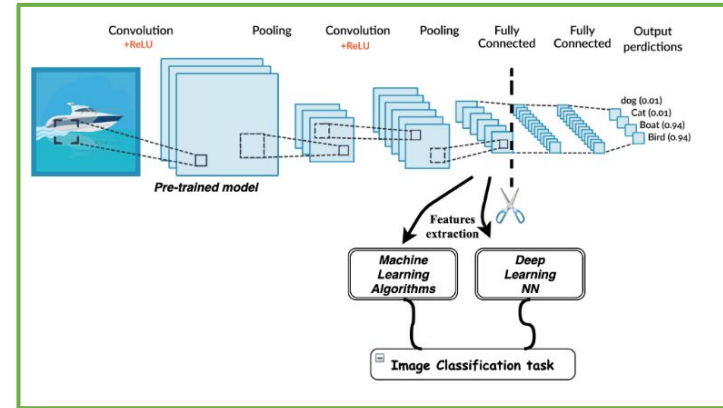 Convolution
+ReLU
Pooling
Convolution
+ReLU
Pooling
Fully
Connected
Fully
Connected
Output
perdictions
dog (0.01)
Cat (0.01)
Boat (0.94)
Bird (0.94)
Pre-trained model
Features
extraction
Machine
Learning
Algorithms
Deep
Learning
NN
Image Classification task